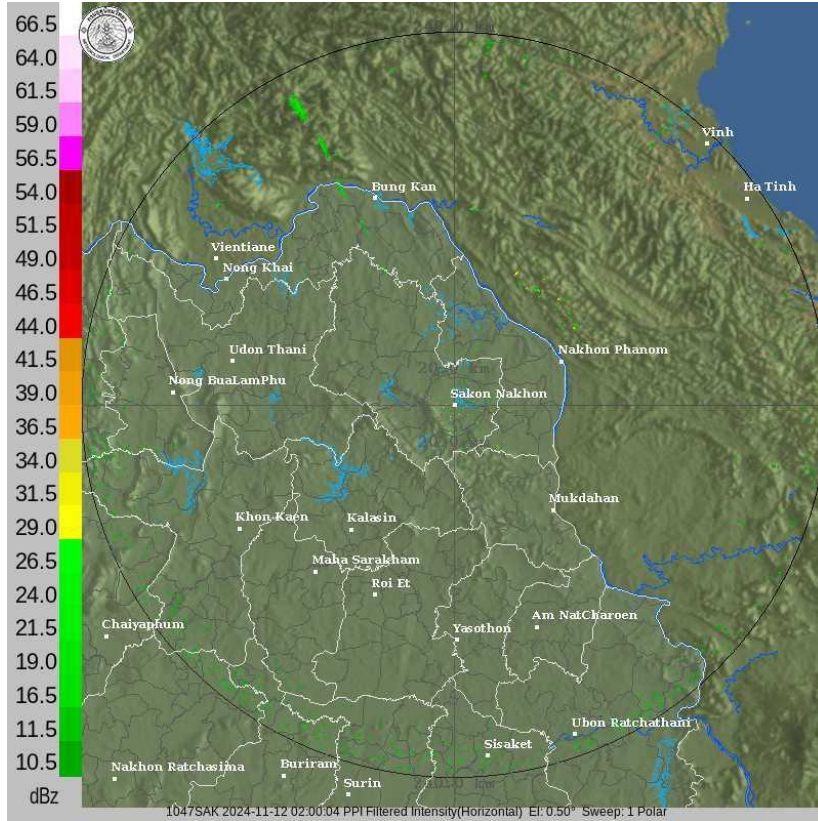 66.5
64.0
61.5
59.0
56.5
54.0
51.5
49.0
46.5
44.0
41.5
39.0
36.5
34.0
31.5
29.0
26.5
24.0
21.5
19.0
16.5
11.5
10.5
dBz
Vinh
Ha Tinh
Bung Kan
Vientiane
Nong Khai
Udon Thani
Nakhon Phanom
Nong BuaLamPhu
Sakon Nakhon
Mukdahan
Khon Kaen
Kalasin
Maha Sarakham
Roi Et
Am NatCharoen
Chaiyaphum
Yasothon
Ubon Ratchathani
Sisaket
Nakhon Ratchasima
Buriram
Surin
1047SAK 2024-11-12 02:00:04 PPI Filtered Intensity(Horizontal) El: 0.50° Sweep: 1 Polar